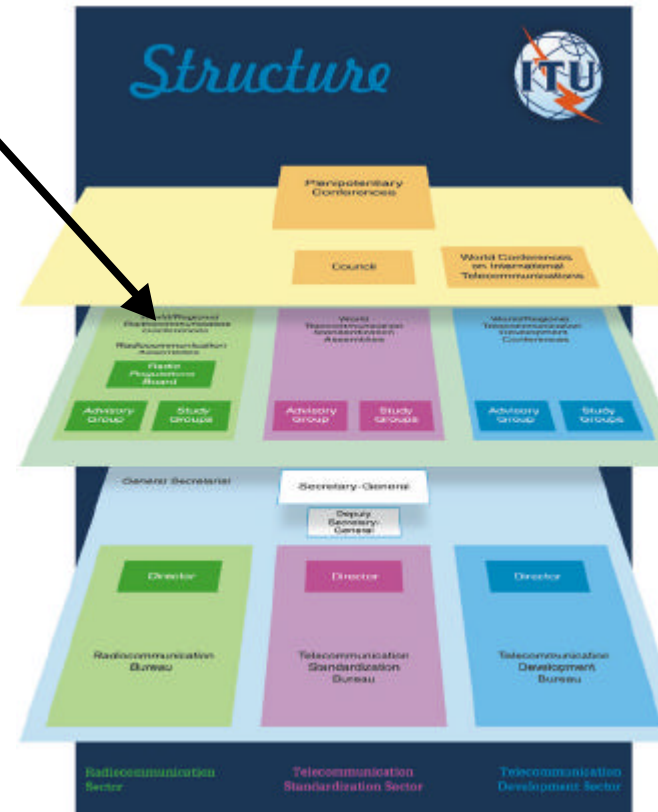 Structure
ITU
Plenipotentiary
Conferences
Council
World Conferences
on International
Telecommunications
World/Regional
Radiocommunication
Conferences
Radiocommunication
Assemblies
Radio
Regulations
Board
Advisory
Group
Study
Groups
World
Telecommunication
Standardization
Assemblies
Advisory
Group
Study
Groups
World/Regional
Telecommunication
Development
Conferences
Advisory
Group
Study
Groups
General Secretariat
Secretary-General
Deputy
Secretary-
General
Director
Radiocommunication
Bureau
Director
Telecommunication
Standardization
Bureau
Director
Telecommunication
Development
Bureau
Radiocommunication
Sector
Telecommunication
Standardization Sector
Telecommunication
Development Sector